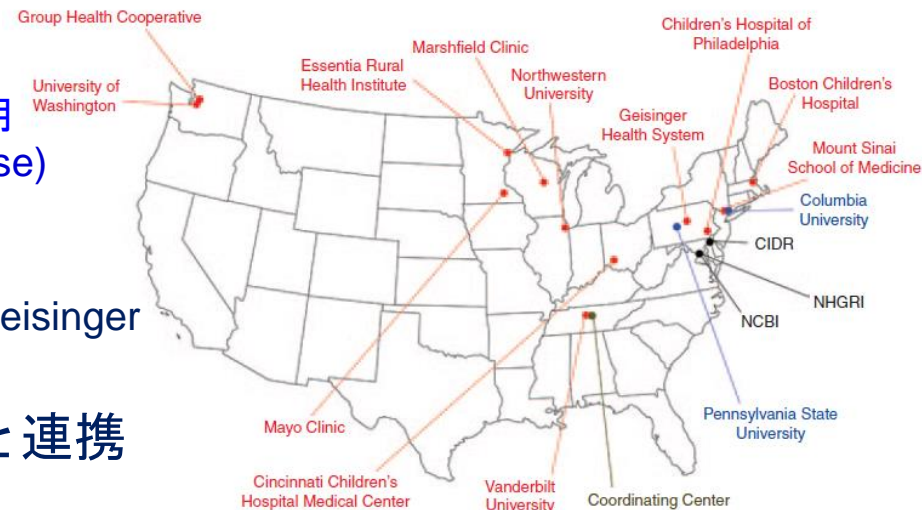 用
se)
eisinger
と連携
Group Health Cooperative
University of
Washington
Essentia Rural
Health Institute
Marshfield Clinic
Northwestern
University
Children's Hospital of
Philadelphia
Geisinger
Health System
Boston Children's
Hospital
Mount Sinai
School of Medicine
Columbia
University
CIDR
NHGRI
NCBI
Pennsylvania State
University
Mayo Clinic
Cincinnati Children's
Hospital Medical Center
Vanderbilt
University
Coordinating Center